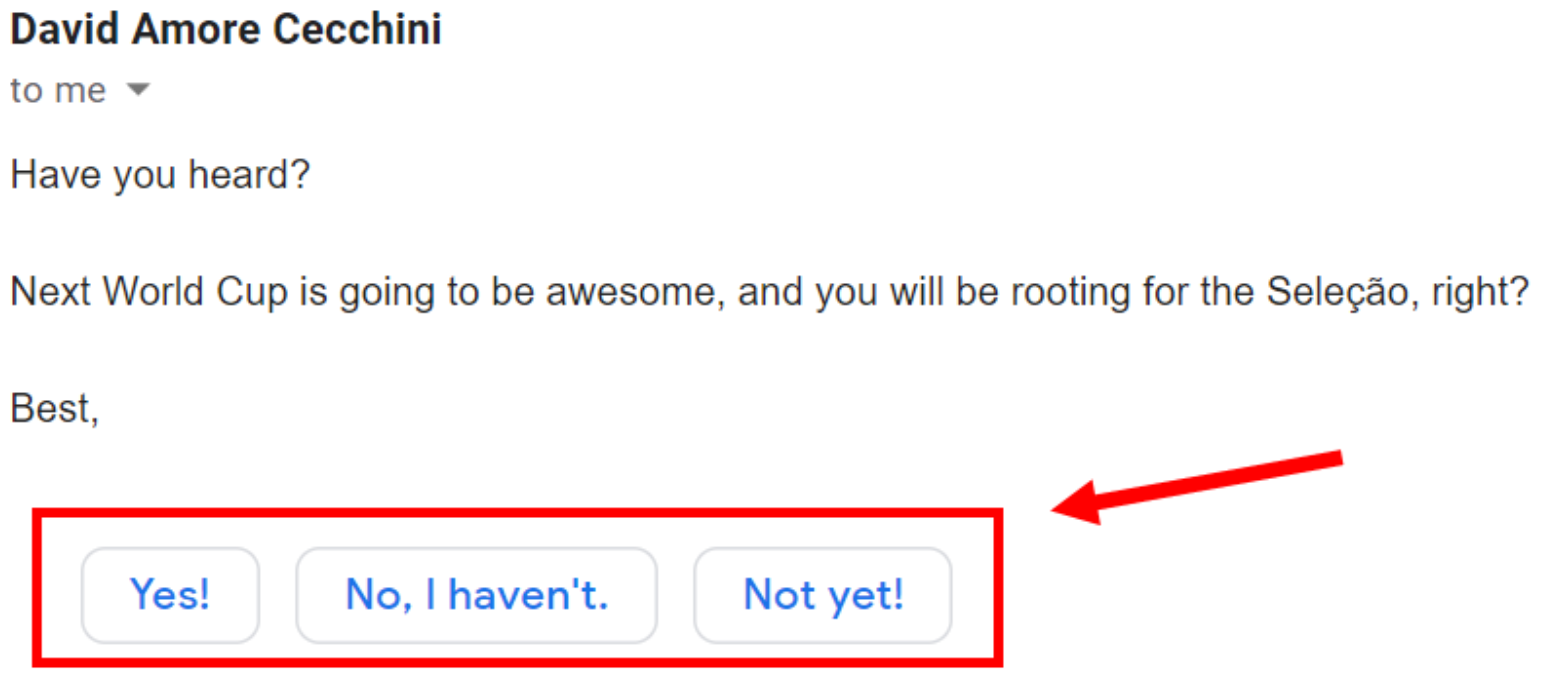 David Amore Cecchini
to me
Have you heard?
Next World Cup is going to be awesome, and you will be rooting for the Seleção, right?
Best,
Yes! No, I haven't. Not yet!